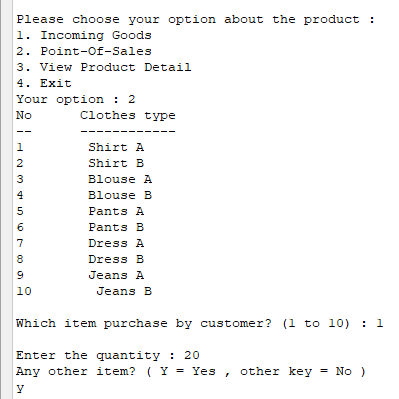 Please choose your option about the product :
1. Incoming Goods
2. Point-Of-Sales
3. View Product Detail
4. Exit
Your option : 2
No Clothes type
-- ------------
1 Shirt A
2 Shirt B
3 Blouse A
4 Blouse B
5 Pants A
6 Pants B
7 Dress A
8 Dress B
9 Jeans A
10 Jeans B
Which item purchase by customer? (1 to 10) : 1
Enter the quantity : 20
Any other item? ( Y = Yes , other key = No )
y